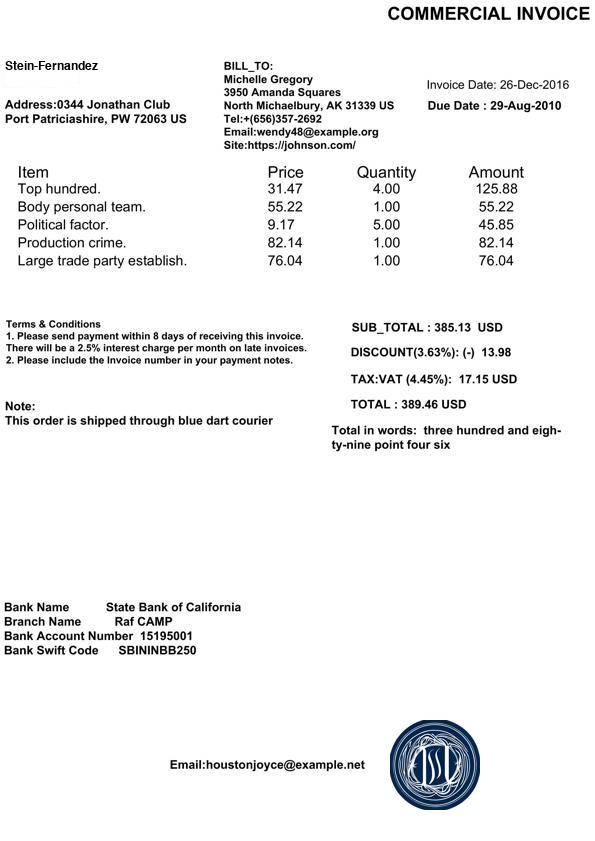 COMMERCIAL INVOICE
Stein-Fernandez
Address:0344 Jonathan Club
Port Patriciashire, PW 72063 US
BILL_TO:
Michelle Gregory
3950 Amanda Squares
North Michaelbury, AK 31339 US
Tel:+(656)357-2692
Email:wendy48@example.org
Site:https://johnson.com/
Invoice Date: 26-Dec-2016
Due Date : 29-Aug-2010
Item Price Quantity Amount
Top hundred. 31.47 4.00 125.88
Body personal team. 55.22 1.00 55.22
Political factor. 9.17 5.00 45.85
Production crime. 82.14 1.00 82.14
Large trade party establish. 76.04 1.00 76.04
Terms & Conditions
1. Please send payment within 8 days of receiving this invoice.
There will be a 2.5% interest charge per month on late invoices.
2. Please include the Invoice number in your payment notes.
SUB_TOTAL : 385.13 USD
DISCOUNT(3.63%): (-) 13.98
TAX:VAT (4.45%): 17.15 USD
TOTAL : 389.46 USD
Note:
This order is shipped through blue dart courier
Total in words: three hundred and eigh-
ty-nine point four six
Bank Name State Bank of California
Branch Name Raf CAMP
Bank Account Number 15195001
Bank Swift Code SBININBB250
Email:houstonjoyce@example.net